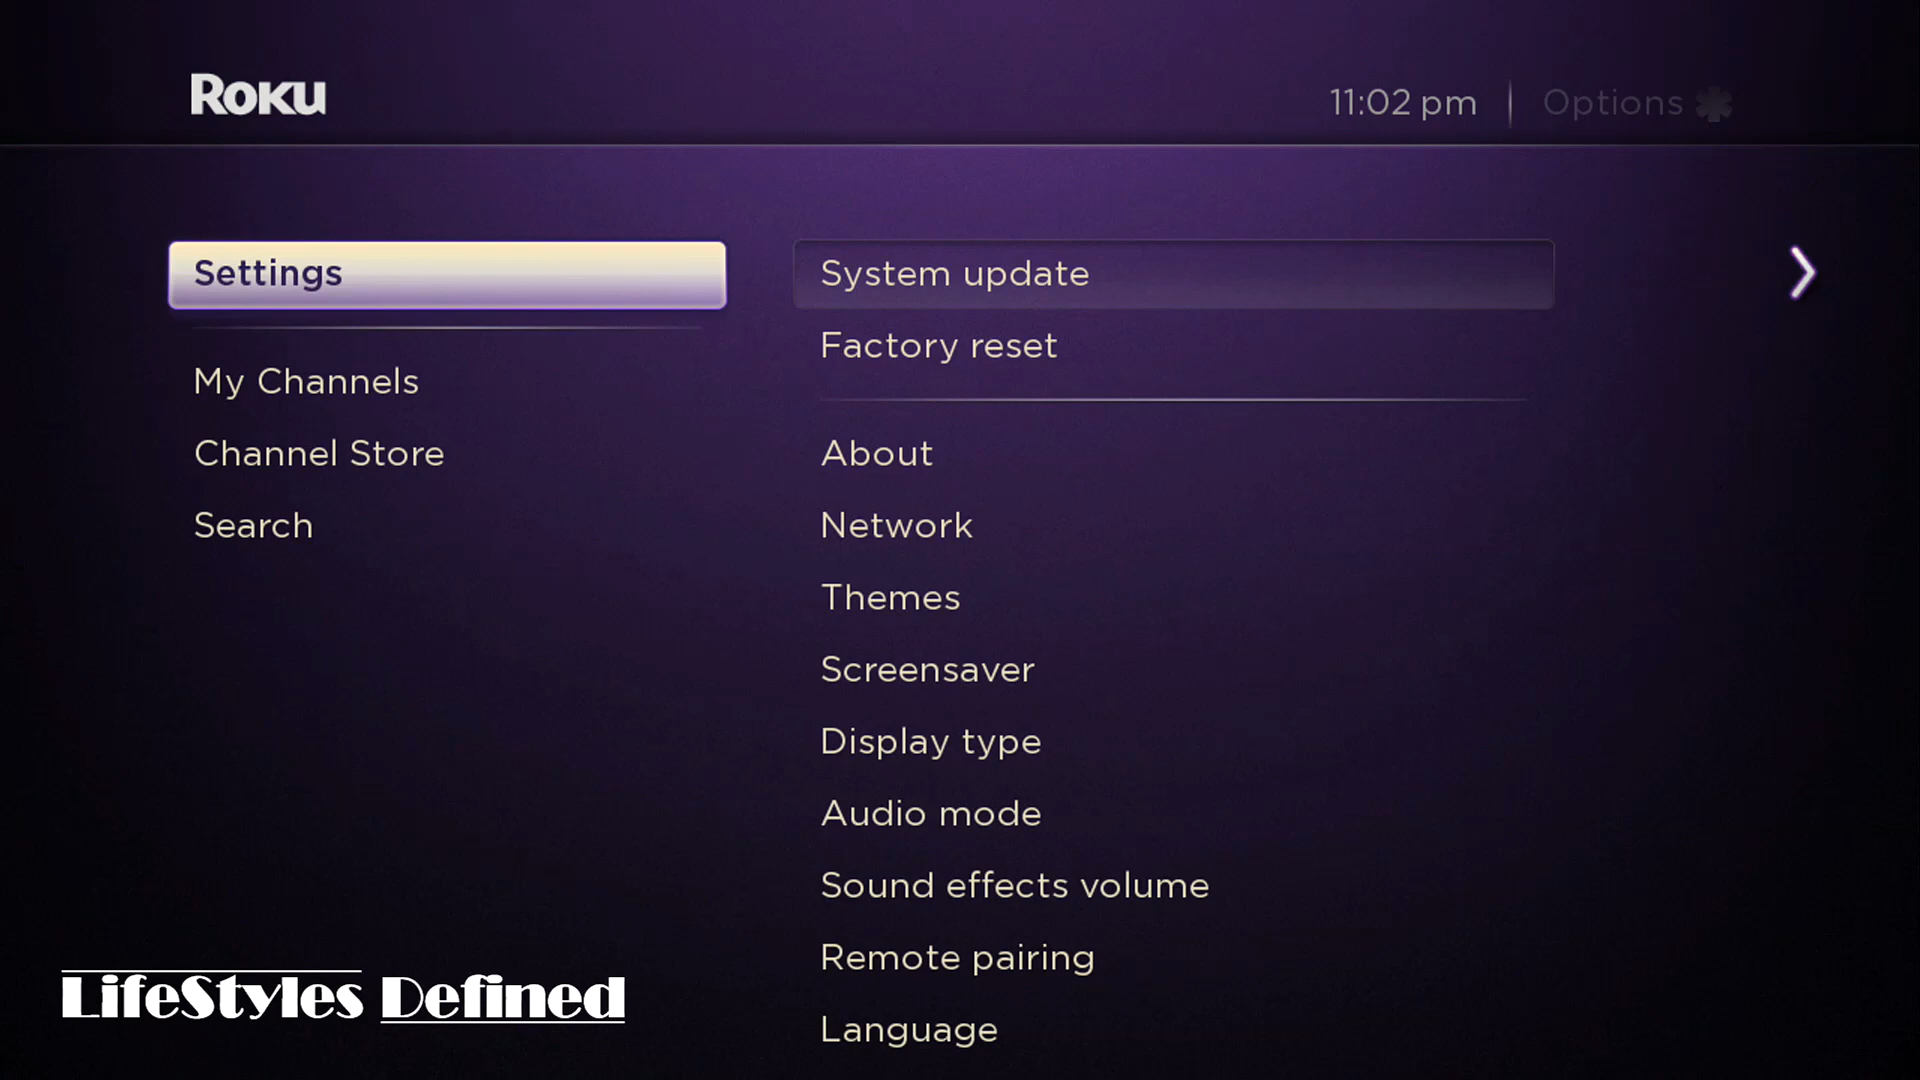 Roku
11:02 pm
Options
Settings
My Channels
Channel Store
Search
System update
Factory reset
About
Network
Themes
Screensaver
Display type
Audio mode
Sound effects volume
Remote pairing
Language
LifeStyles Defined